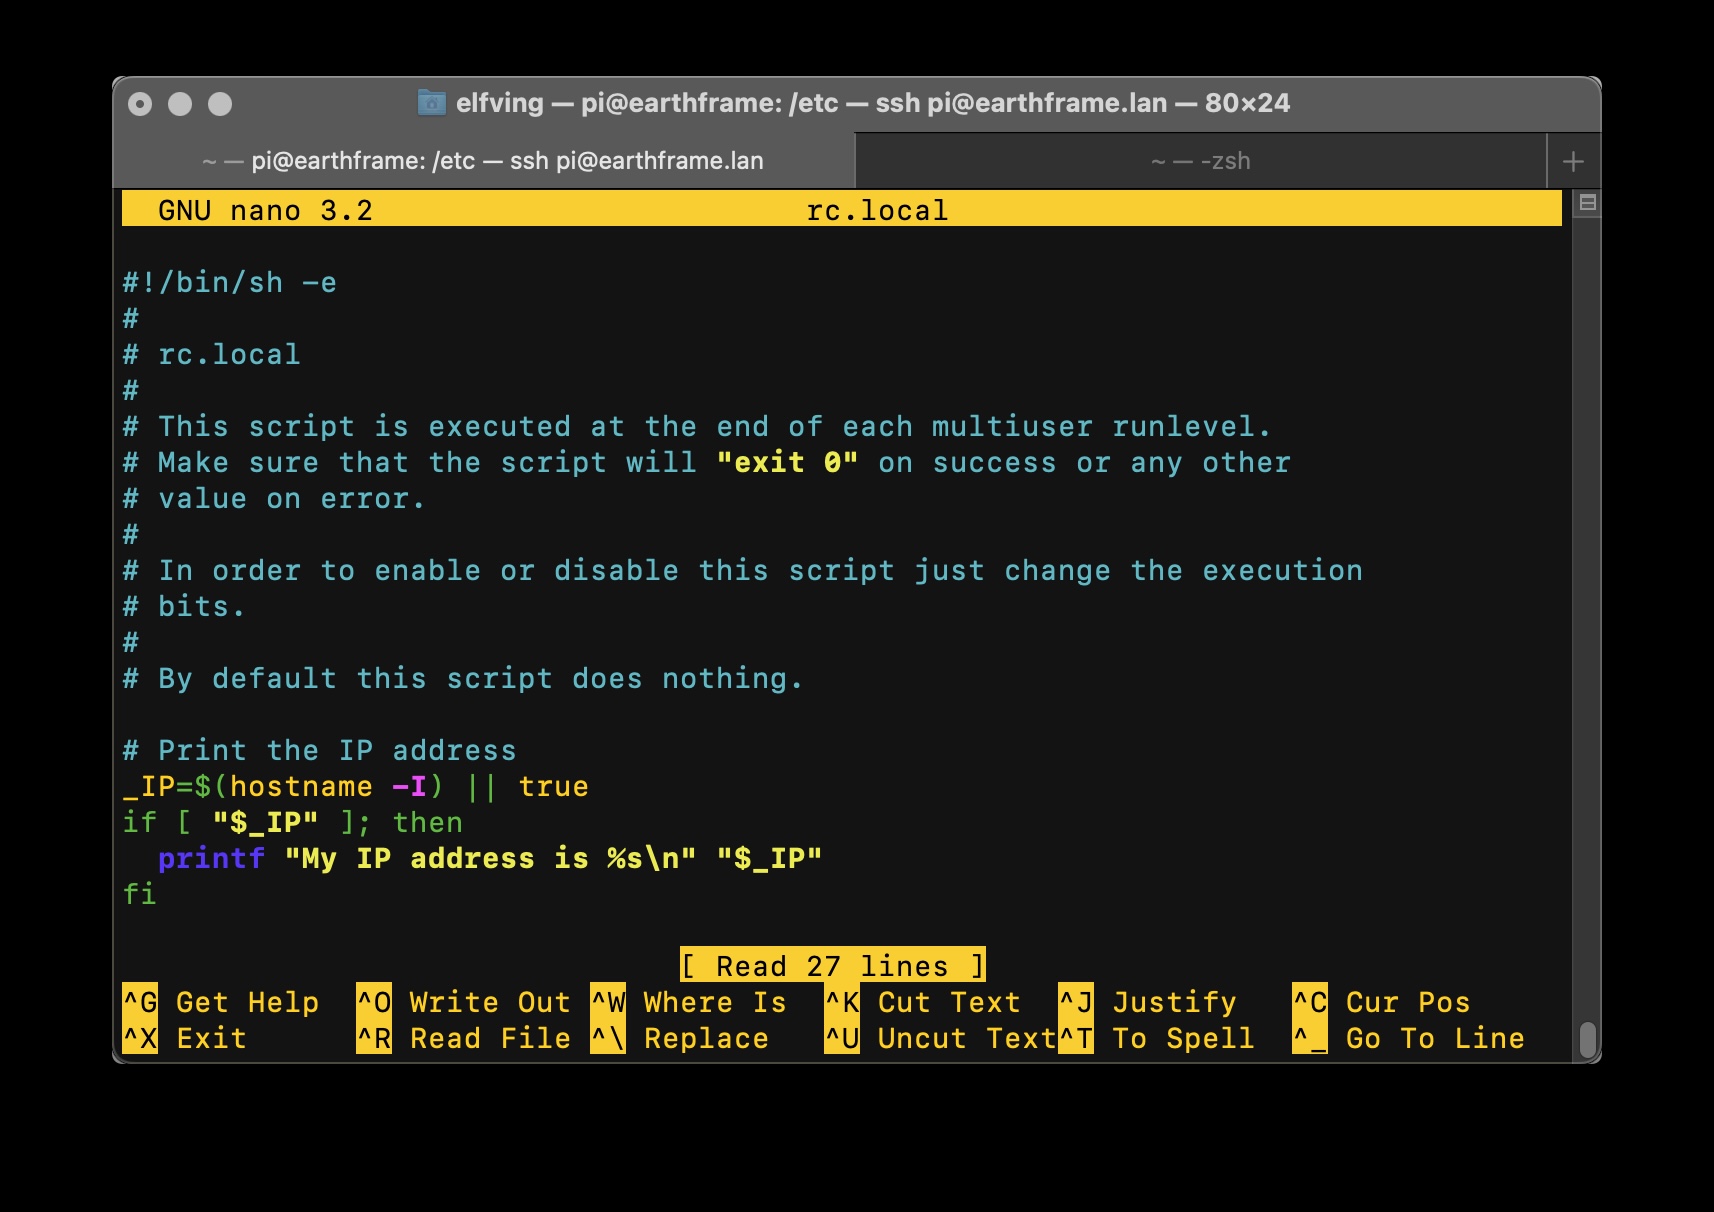 elfving — pi@earthframe: /etc — ssh pi@earthframe.lan — 80×24
~ — pi@earthframe: /etc — ssh pi@earthframe.lan
~ — -zsh
GNU nano 3.2 rc.local
#!/bin/sh -e
#
# rc.local
#
# This script is executed at the end of each multiuser runlevel.
# Make sure that the script will "exit 0" on success or any other
# value on error.
#
# In order to enable or disable this script just change the execution
# bits.
#
# By default this script does nothing.
# Print the IP address
_IP=$(hostname -I) || true
if [ "$_IP" ]; then
  printf "My IP address is %s\n" "$_IP"
fi
[ Read 27 lines ]
^G Get Help ^O Write Out ^W Where Is ^K Cut Text ^J Justify ^C Cur Pos
^X Exit ^R Read File ^\ Replace ^U Uncut Text ^T To Spell ^_ Go To Line